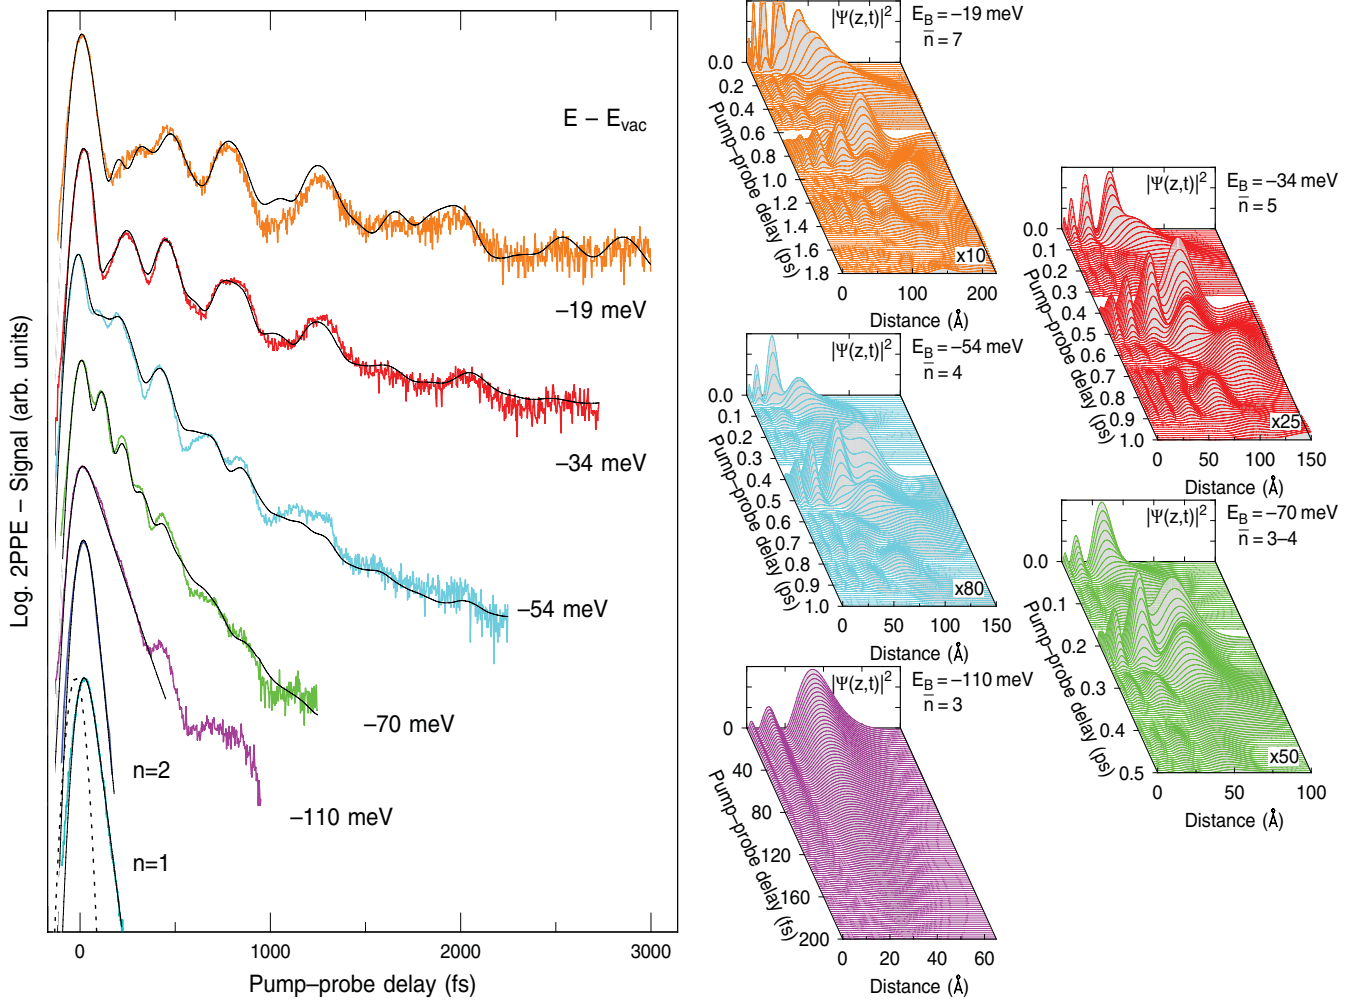 Log. 2PPE – Signal (arb. units)
E – Evac
–19 meV
–34 meV
–54 meV
–70 meV
–110 meV
n=2
n=1
0
1000
2000
3000
Pump–probe delay (fs)
|Ψ(z,t)|²
EB = –19 meV
n̄ = 7
0.0
0.2
0.4
0.6
0.8
1.0
1.2
1.4
1.6
1.8
Pump–probe delay (ps)
x10
0
100
200
Distance (Å)
|Ψ(z,t)|²
EB = –34 meV
n̄ = 5
0.0
0.1
0.2
0.3
0.4
0.5
0.6
0.7
0.8
0.9
1.0
Pump–probe delay (ps)
x25
0
50
100
150
Distance (Å)
|Ψ(z,t)|²
EB = –54 meV
n̄ = 4
0.0
0.1
0.2
0.3
0.4
0.5
0.6
0.7
0.8
0.9
1.0
Pump–probe delay (ps)
x80
0
50
100
150
Distance (Å)
|Ψ(z,t)|²
EB = –70 meV
n̄ = 3–4
0.0
0.1
0.2
0.3
0.4
0.5
Pump–probe delay (ps)
x50
0
50
100
Distance (Å)
|Ψ(z,t)|²
EB = –110 meV
n̄ = 3
0
40
80
120
160
200
Pump–probe delay (fs)
0
20
40
60
Distance (Å)